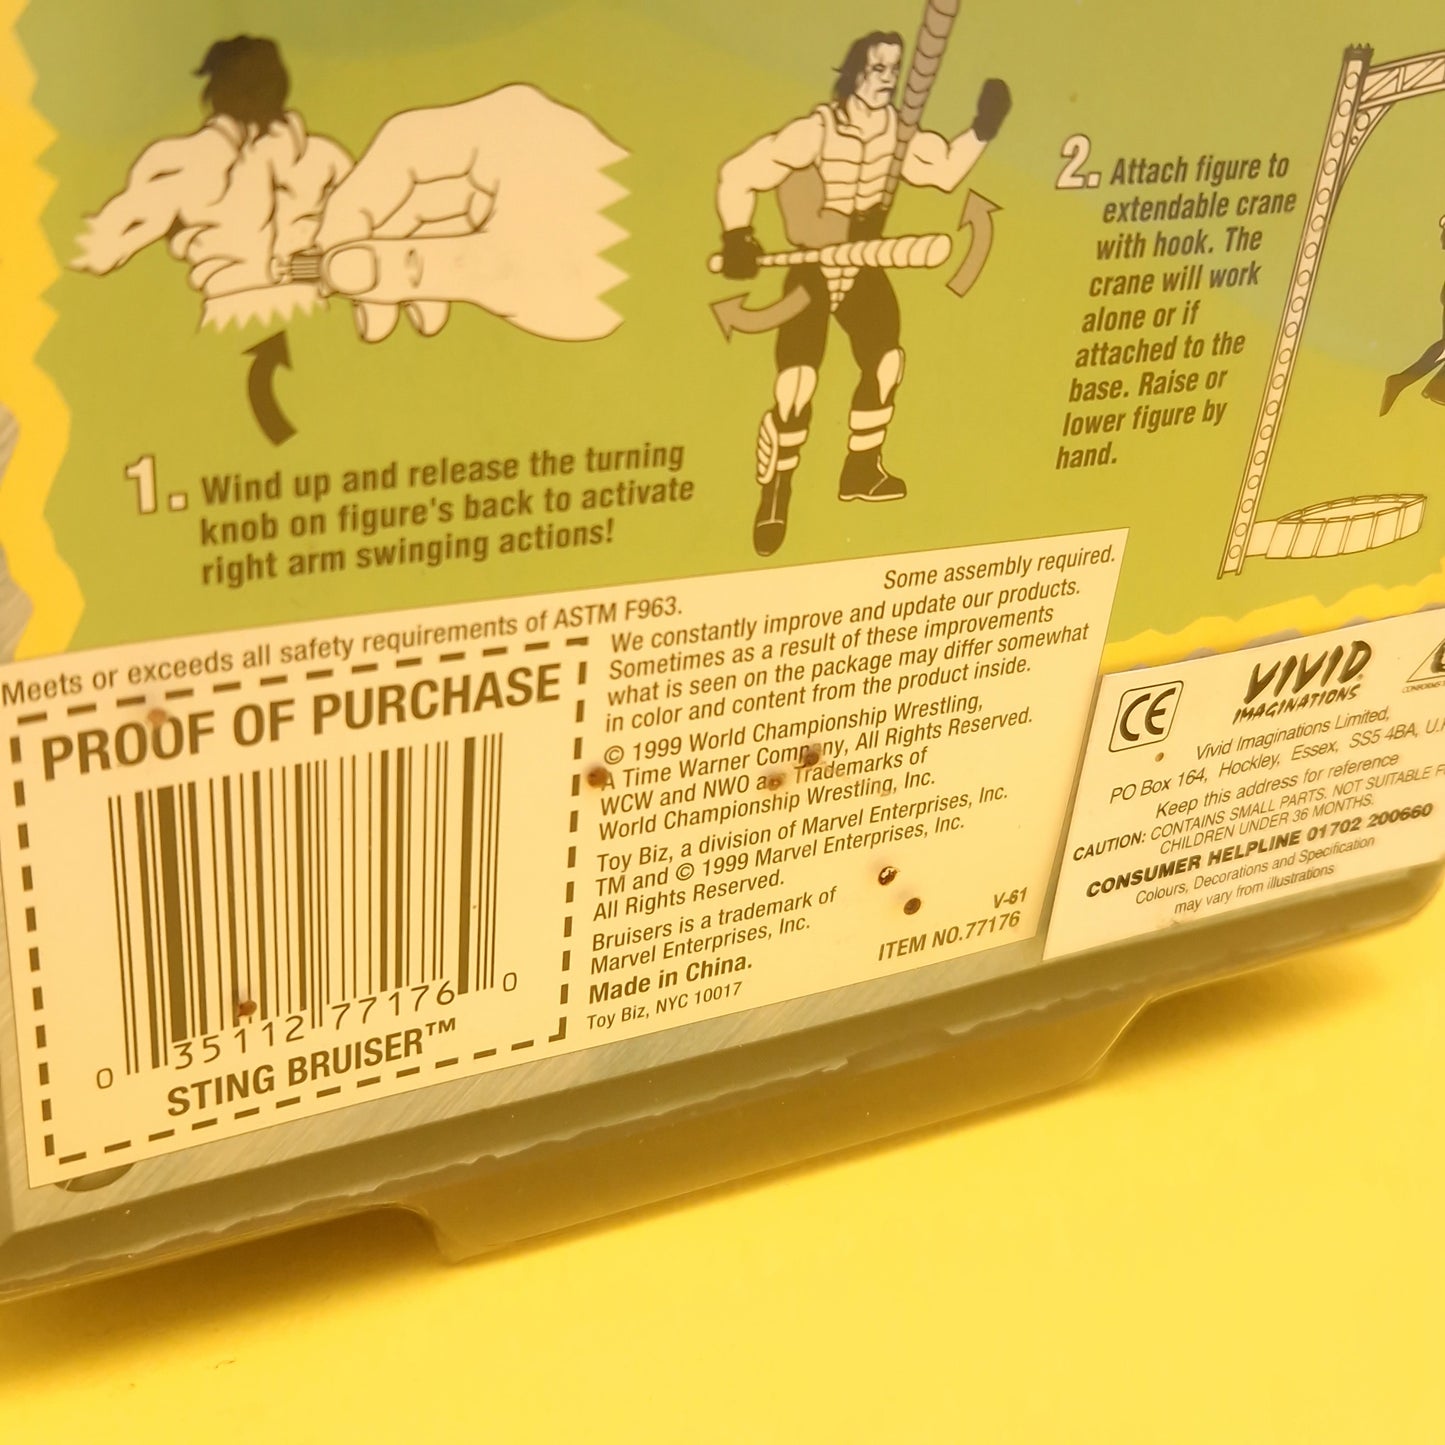 1. Wind up and release the turning
knob on figure's back to activate
right arm swinging actions!
2. Attach figure to
extendable crane
with hook. The
crane will work
alone or if
attached to the
base. Raise or
lower figure by
hand.
Meets or exceeds all safety requirements of ASTM F963.
Some assembly required.
PROOF OF PURCHASE
0 35112 77176 0
STING BRUISER™
We constantly improve and update our products.
Sometimes as a result of these improvements
what is seen on the package may differ somewhat
in color and content from the product inside.
© 1999 World Championship Wrestling,
A Time Warner Company, All Rights Reserved.
WCW and NWO are Trademarks of
World Championship Wrestling, Inc.
Toy Biz, a division of Marvel Enterprises, Inc.
TM and © 1999 Marvel Enterprises, Inc.
All Rights Reserved.
Bruisers is a trademark of
Marvel Enterprises, Inc.
Made in China.
Toy Biz, NYC 10017
V-61
ITEM NO.77176
CE
VIVID
IMAGINATIONS
Vivid Imaginations Limited,
PO Box 164, Hockley, Essex, SS5 4BA,
Keep this address for reference
CAUTION: CONTAINS SMALL PARTS. NOT SUITABLE
CHILDREN UNDER 36 MONTHS.
CONSUMER HELPLINE 01702 200660
Colours, Decorations and Specification
may vary from illustrations